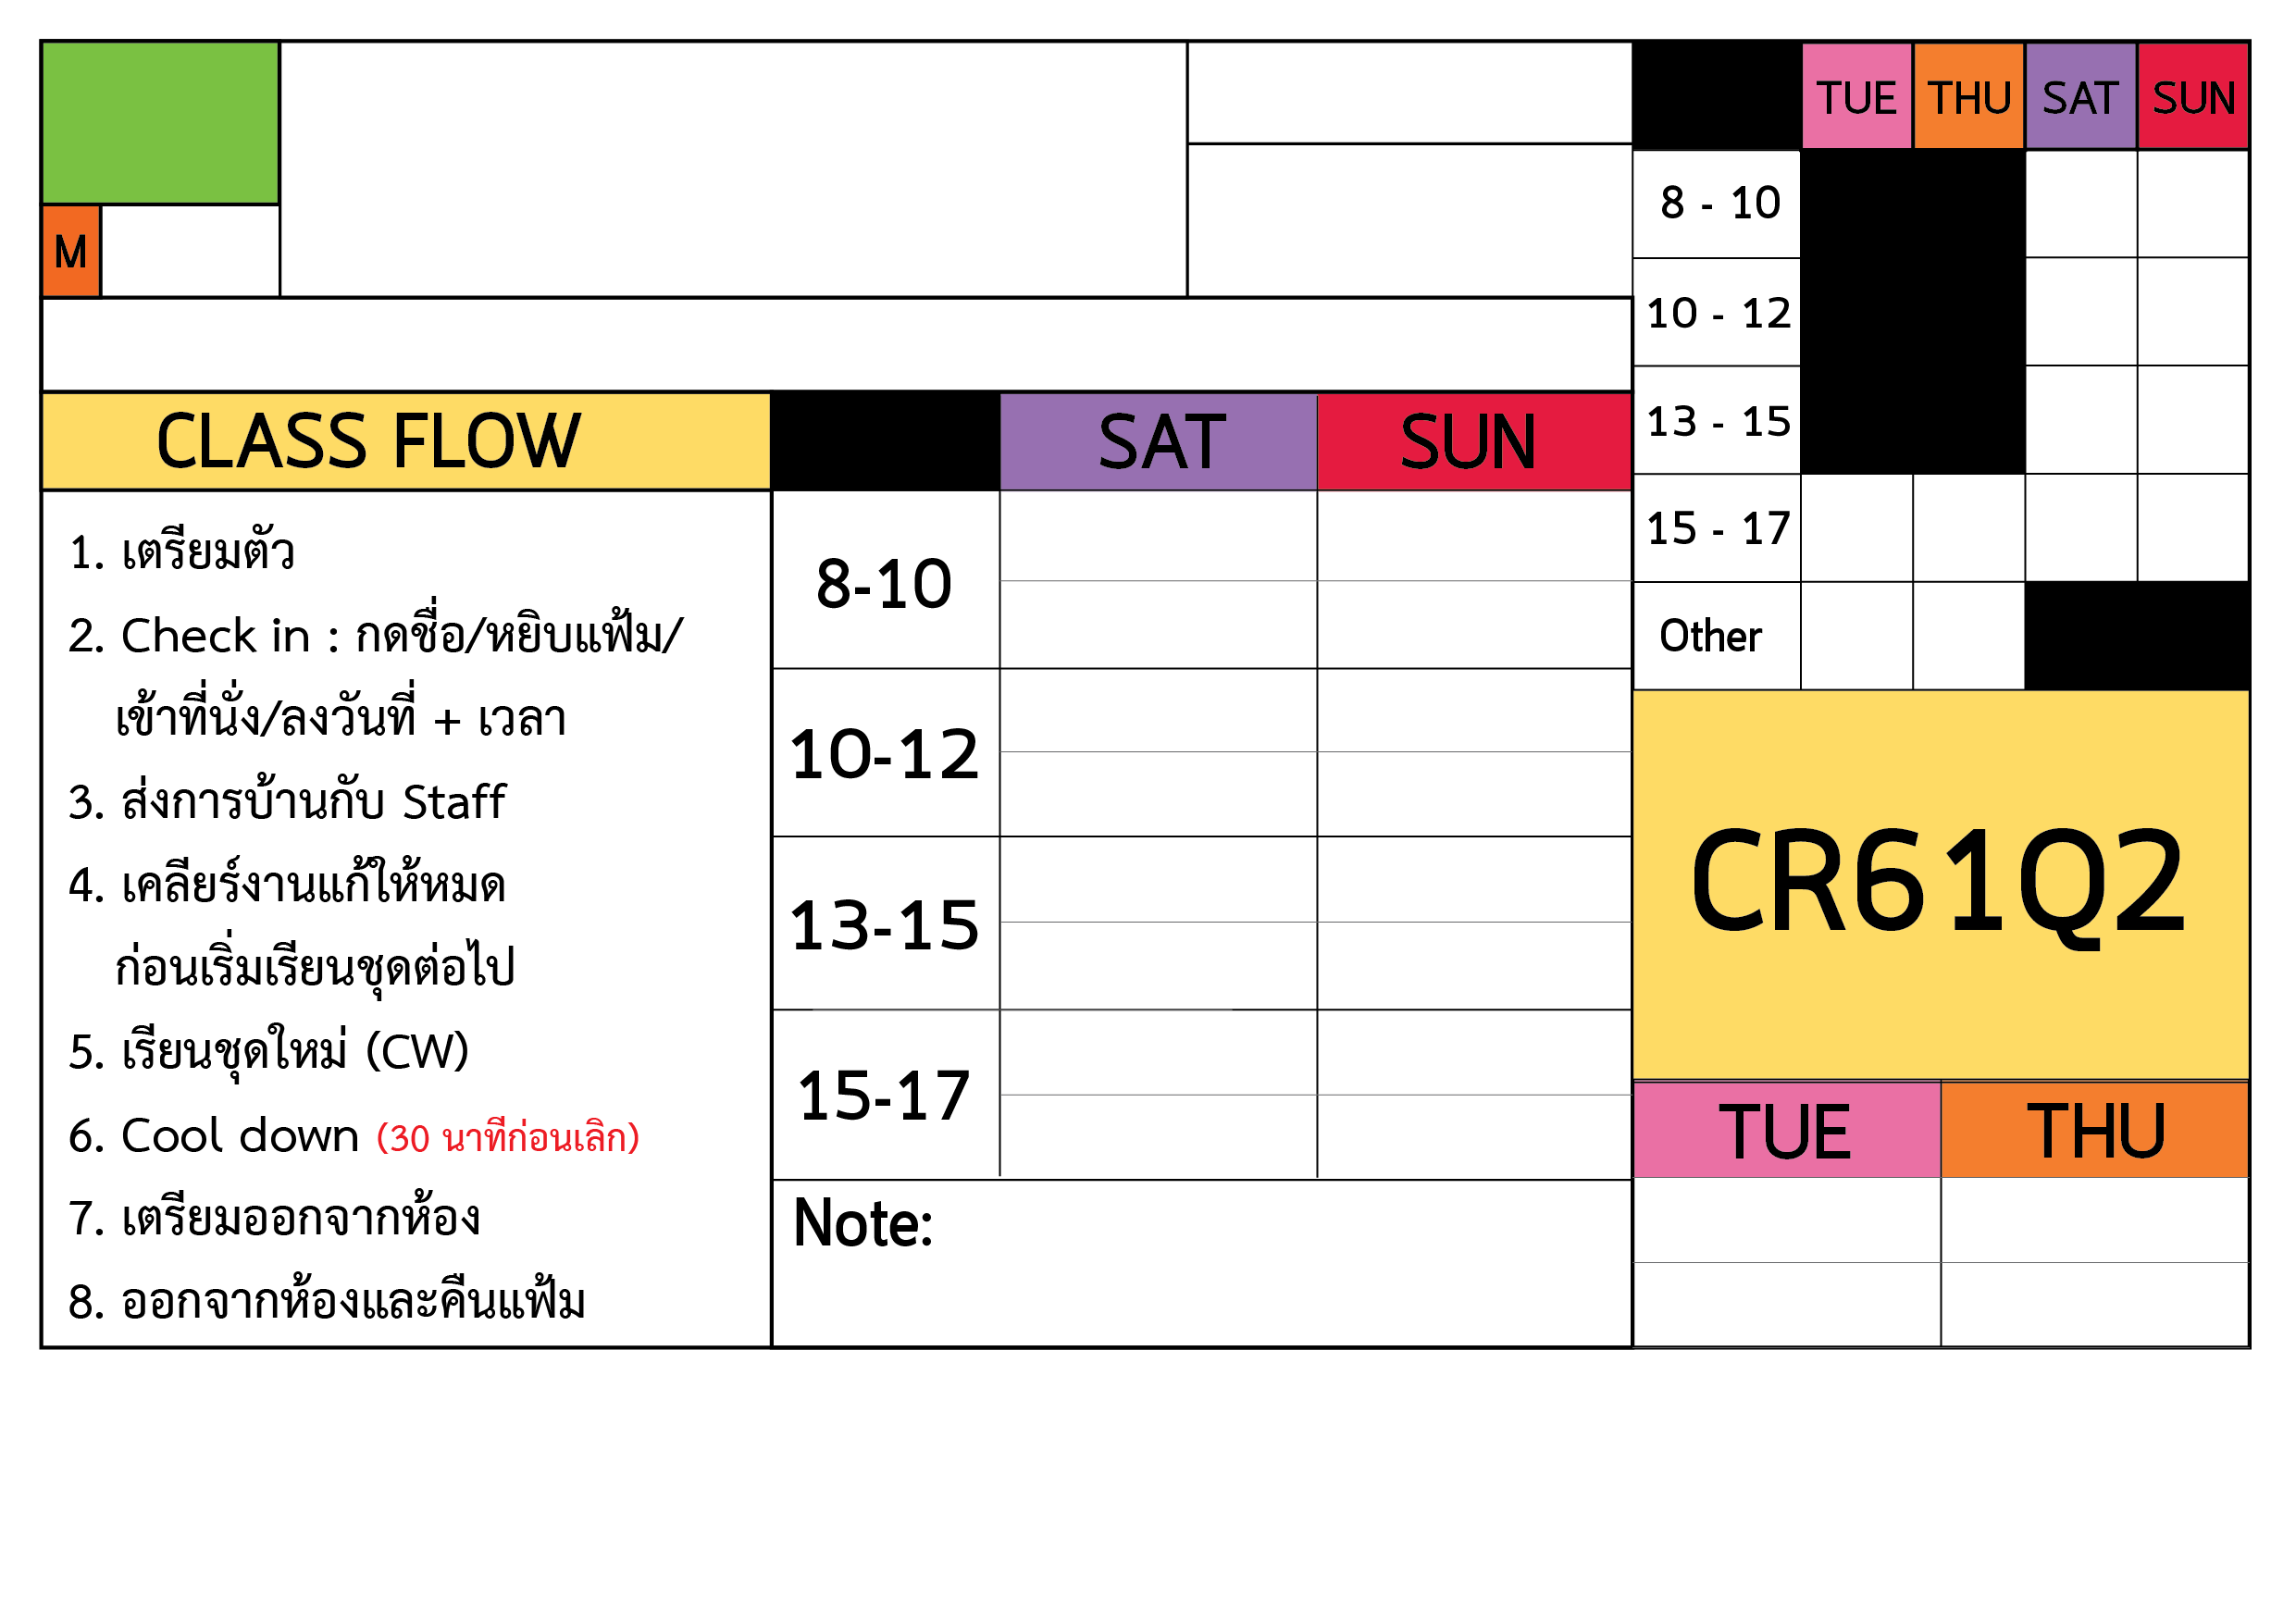 M
TUE THU SAT SUN
8 - 10
10 - 12
13 - 15
15 - 17
Other
CLASS FLOW
1. เตรียมตัว
2. Check in : กดชื่อ/หยิบแฟ้ม/
เข้าที่นั่ง/ลงวันที่ + เวลา
3. ส่งการบ้านกับ Staff
4. เคลียร์งานแก้ให้หมด
ก่อนเริ่มเรียนชุดต่อไป
5. เรียนชุดใหม่ (CW)
6. Cool down (30 นาทีก่อนเลิก)
7. เตรียมออกจากห้อง
8. ออกจากห้องและคืนแฟ้ม
SAT SUN
8-10
10-12
13-15
15-17
Note:
CR61Q2
TUE THU